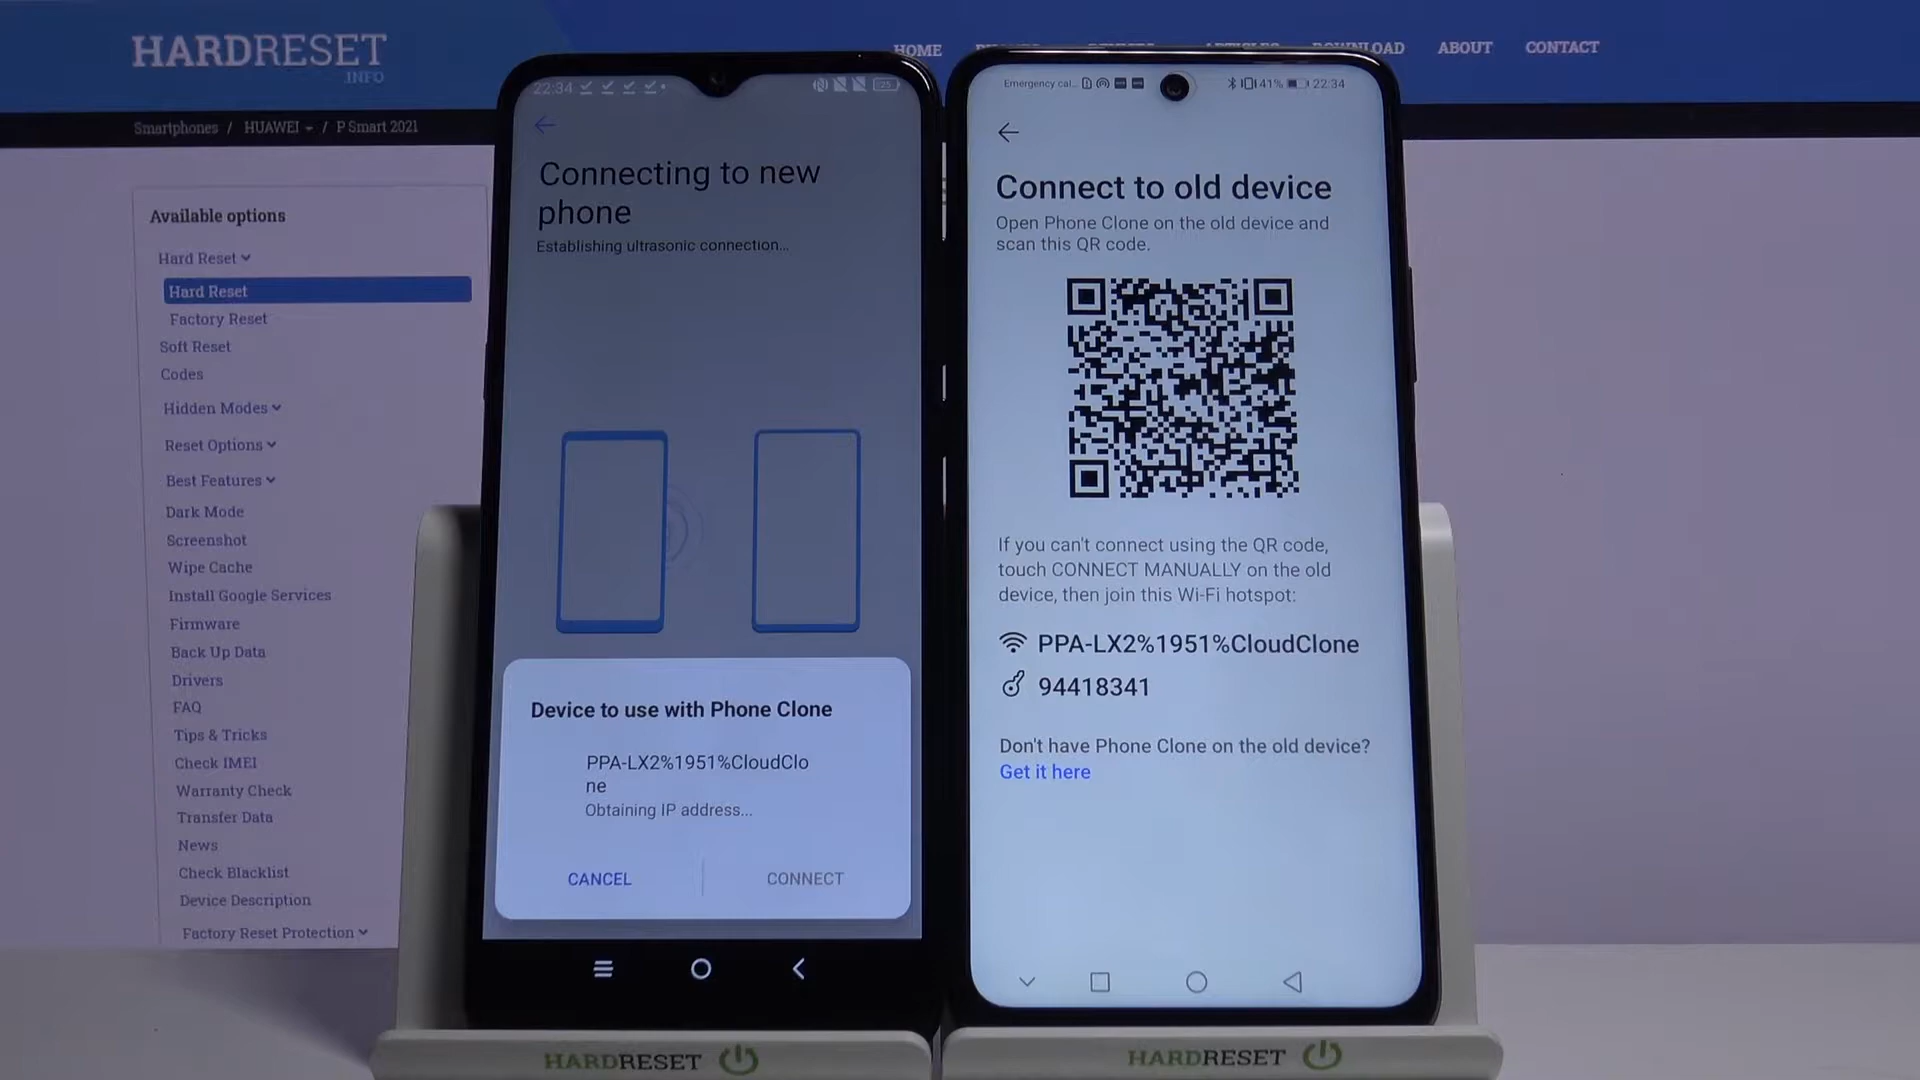 HARDRESET
.INFO
HOME
DOWNLOAD
ABOUT
CONTACT
Smartphones / HUAWEI / P Smart 2021
Available options
Hard Reset
Hard Reset
Factory Reset
Soft Reset
Codes
Hidden Modes
Reset Options
Best Features
Dark Mode
Screenshot
Wipe Cache
Install Google Services
Firmware
Back Up Data
Drivers
FAQ
Tips & Tricks
Check IMEI
Warranty Check
Transfer Data
News
Check Blacklist
Device Description
Factory Reset Protection
22:34
25
Connecting to new
phone
Establishing ultrasonic connection...
Device to use with Phone Clone
PPA-LX2%1951%CloudClo
ne
Obtaining IP address...
CANCEL
CONNECT
Emergency cal...
41% 22:34
Connect to old device
Open Phone Clone on the old device and
scan this QR code.
If you can't connect using the QR code,
touch CONNECT MANUALLY on the old
device, then join this Wi-Fi hotspot:
PPA-LX2%1951%CloudClone
94418341
Don't have Phone Clone on the old device?
Get it here
HARDRESET
HARDRESET